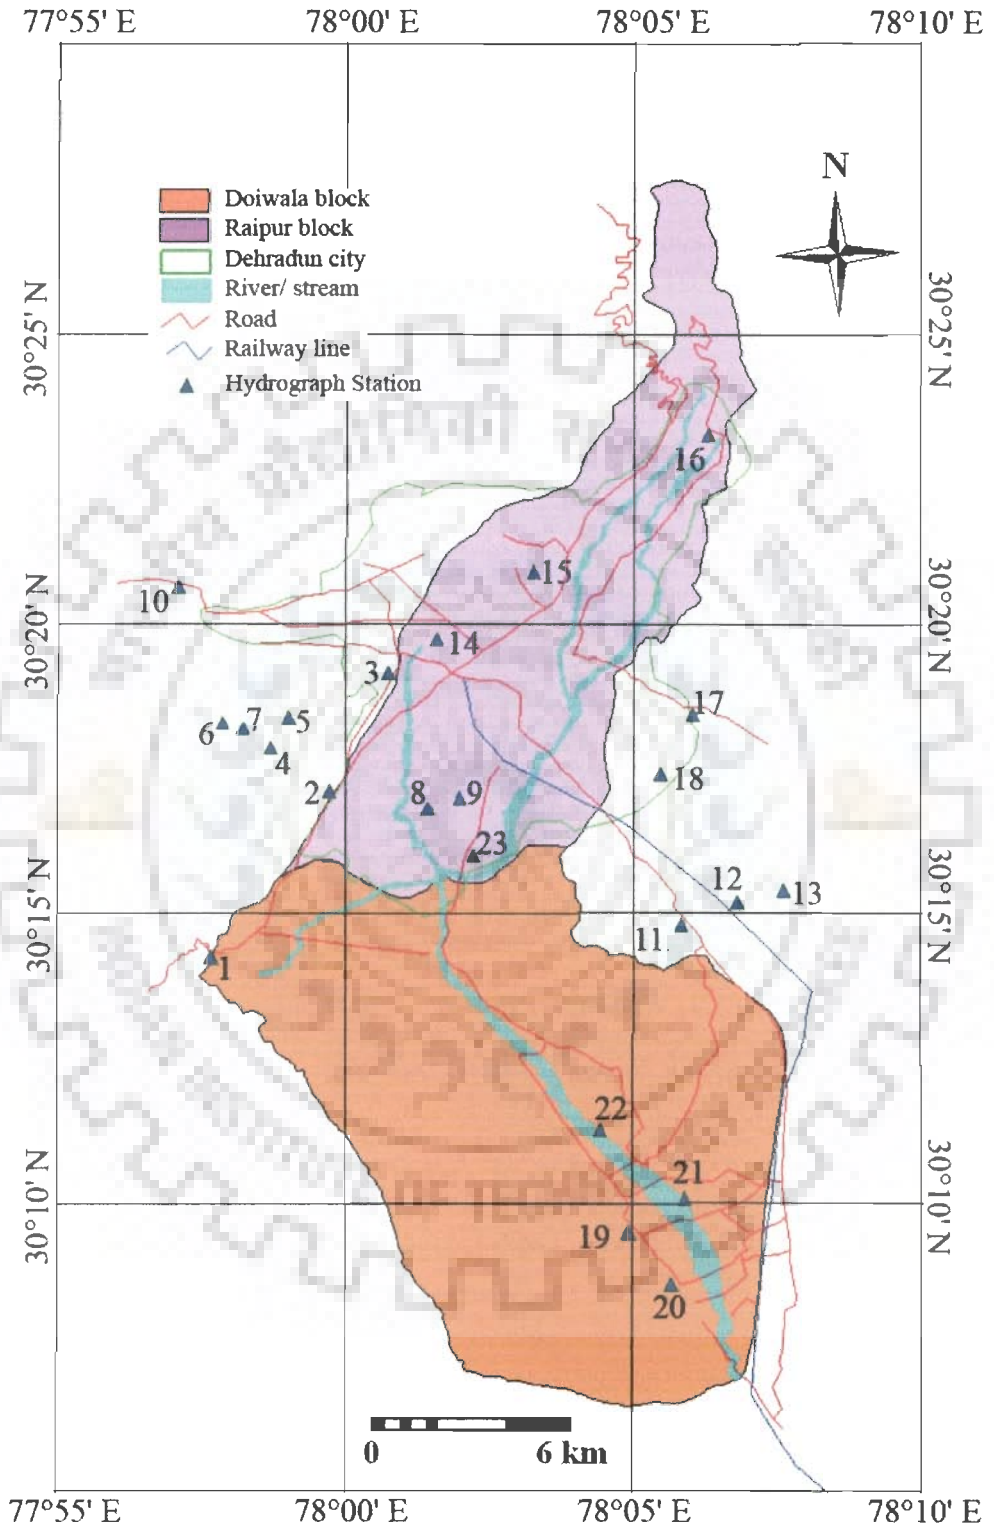 77°55' E 78°00' E 78°05' E 78°10' E
N
Doiwala block
Raipur block
Dehradun city
River/ stream
Road
Railway line
Hydrograph Station
30°25' N
30°25' N
16
15
10
30°20' N
30°20' N
14
3
17
5
7
6
4
18
2
8
9
23
12
13
30°15' N
30°15' N
11
1
22
21
30°10' N
30°10' N
19
20
0 6 km
77°55' E 78°00' E 78°05' E 78°10' E